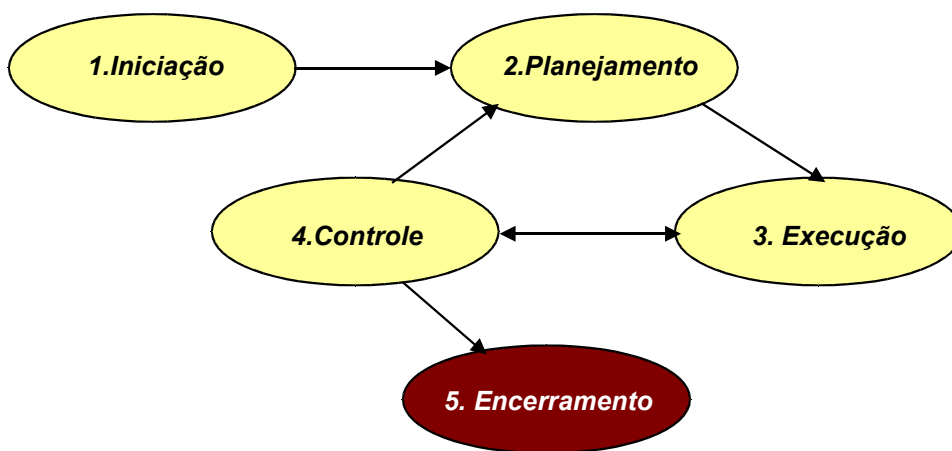 1.Iniciação
2.Planejamento
4.Controle
3. Execução
5. Encerramento